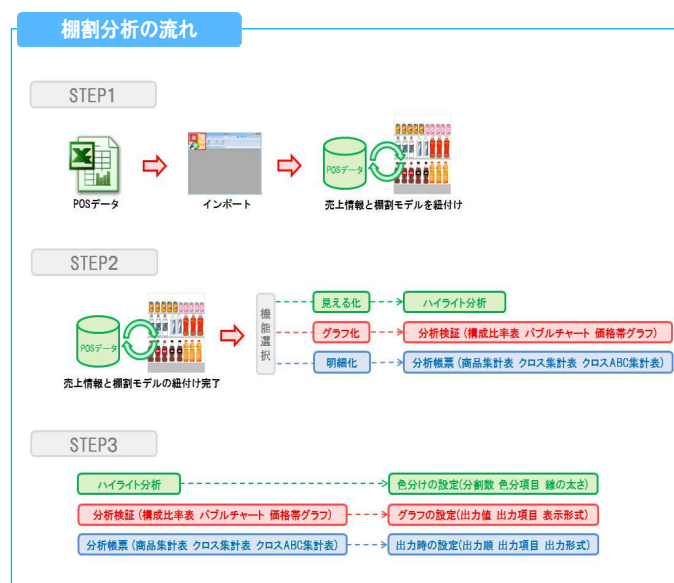 棚割分析の流れ
STEP1
POSデータ
POSデータ
インポート
売上情報と棚割モデルを紐付け
STEP2
POSデータ
売上情報と棚割モデルの紐付け完了
機能選択
見える化
ハイライト分析
グラフ化
分析検証(構成比率表 バブルチャート 価格帯グラフ)
明細化
分析帳票(商品集計表 クロス集計表 クロスABC集計表)
STEP3
ハイライト分析
色分けの設定(分割数 色分項目 線の太さ)
分析検証(構成比率表 バブルチャート 価格帯グラフ)
グラフの設定(出力値 出力項目 表示形式)
分析帳票(商品集計表 クロス集計表 クロスABC集計表)
出力時の設定(出力順 出力項目 出力形式)